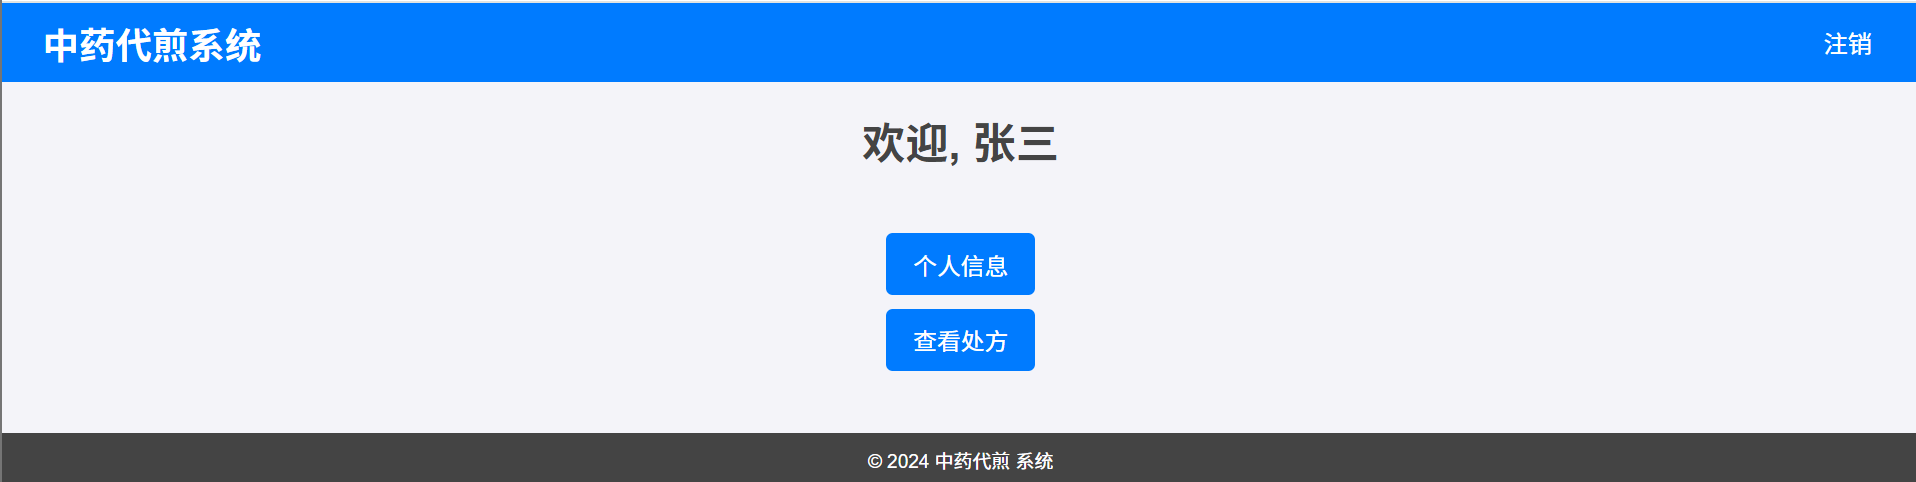 中药代煎系统
注销
欢迎, 张三
个人信息
查看处方
© 2024 中药代煎 系统